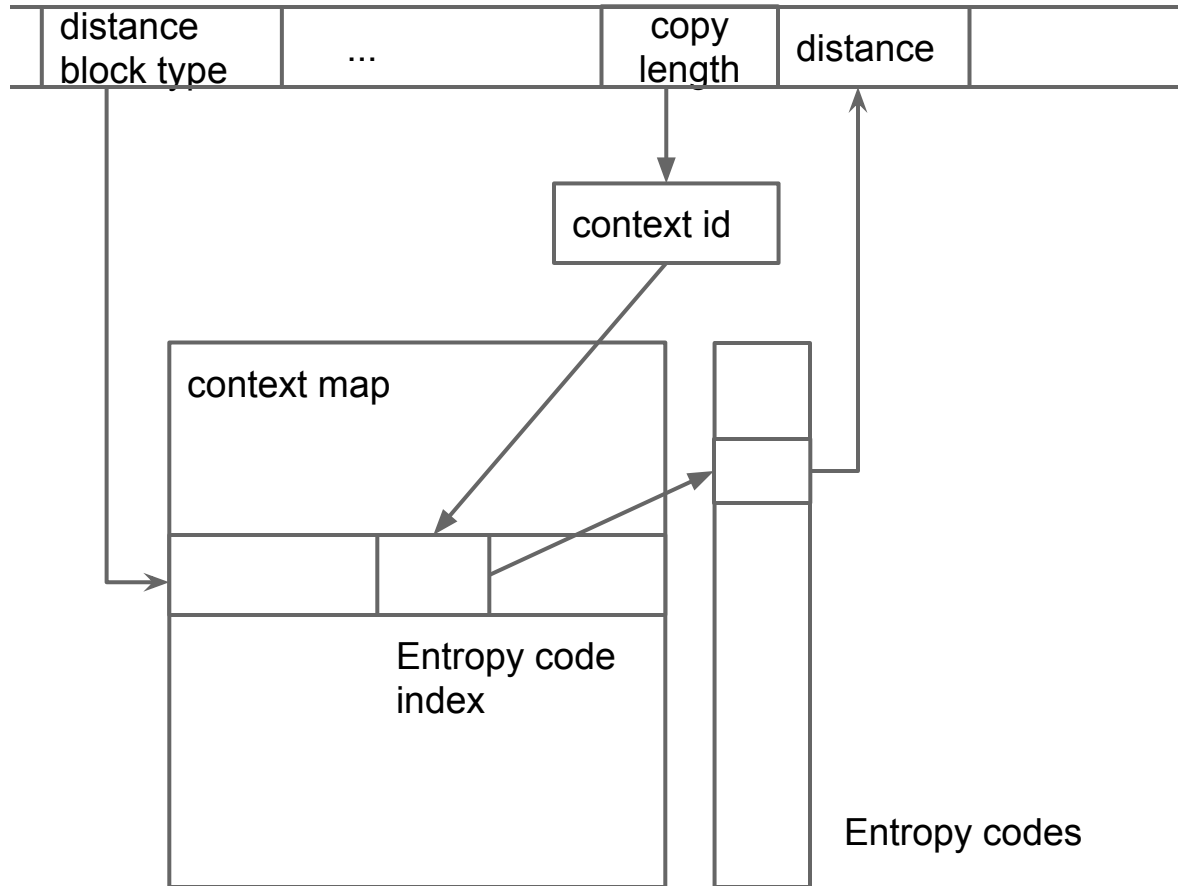 distance
block type
...
copy
length
distance
context id
context map
Entropy code
index
Entropy codes